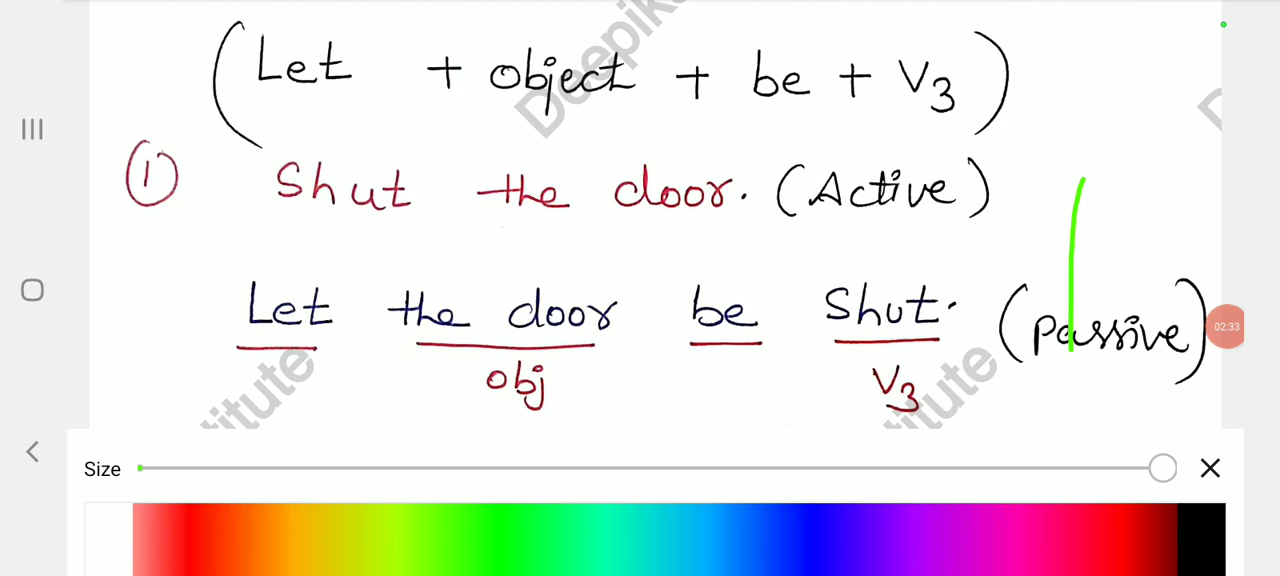 (Let + object + be + V3)
① Shut the door. (Active)
Let the door be Shut. (Passive)
obj V3
02:33
Size